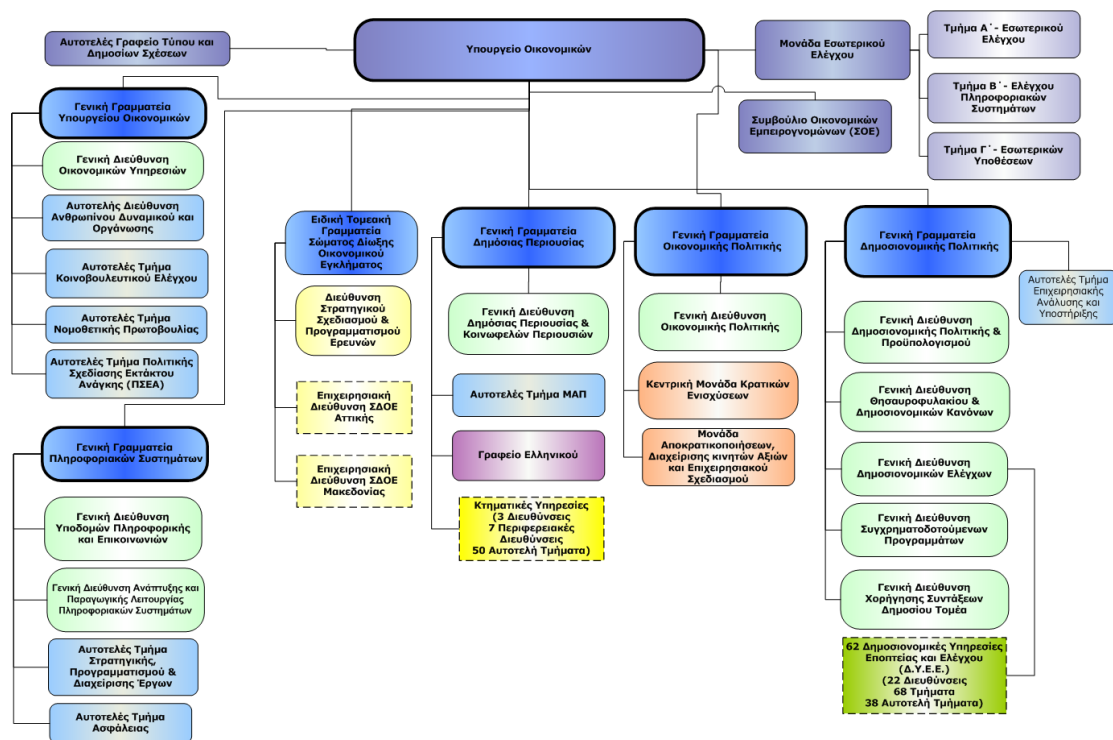 Αυτοτελές Γραφείο Τύπου και
Δημοσίων Σχέσεων
Υπουργείο Οικονομικών
Μονάδα Εσωτερικού
Ελέγχου
Τμήμα Α΄- Εσωτερικού
Ελέγχου
Τμήμα Β΄- Ελέγχου
Πληροφοριακών
Συστημάτων
Τμήμα Γ΄- Εσωτερικών
Υποθέσεων
Συμβούλιο Οικονομικών
Εμπειρογνομώνων (ΣΟΕ)
Γενική Γραμματεία
Υπουργείου Οικονομικών
Γενική Διεύθυνση
Οικονομικών Υπηρεσιών
Αυτοτελής Διεύθυνση
Ανθρωπίνου Δυναμικού και
Οργάνωσης
Αυτοτελές Τμήμα
Κοινοβουλευτικού Ελέγχου
Αυτοτελές Τμήμα
Νομοθετικής Πρωτοβουλίας
Αυτοτελές Τμήμα Πολιτικής
Σχεδίασης Εκτάκτου
Ανάγκης (ΠΣΕΑ)
Γενική Γραμματεία
Πληροφοριακών Συστημάτων
Γενική Διεύθυνση
Υποδομών Πληροφορικής
και Επικοινωνιών
Γενική Διεύθυνση Ανάπτυξης και
Παραγωγικής Λειτουργίας
Πληροφοριακών Συστημάτων
Αυτοτελές Τμήμα
Στρατηγικής,
Προγραμματισμού &
Διαχείρισης Έργων
Αυτοτελές Τμήμα
Ασφάλειας
Ειδική Τομεακή
Γραμματεία
Σώματος Δίωξης
Οικονομικού
Εγκλήματος
Διεύθυνση
Στρατηγικού
Σχεδιασμού &
Προγραμματισμού
Ερευνών
Επιχειρησιακή
Διεύθυνση ΣΔΟΕ
Αττικής
Επιχειρησιακή
Διεύθυνση ΣΔΟΕ
Μακεδονίας
Γενική Γραμματεία
Δημόσιας Περιουσίας
Γενική Διεύθυνση
Δημόσιας Περιουσίας &
Κοινωφελών Περιουσιών
Αυτοτελές Τμήμα ΜΑΠ
Γραφείο Ελληνικού
Κτηματικές Υπηρεσίες
(3 Διευθύνσεις
7 Περιφερειακές
Διευθύνσεις
50 Αυτοτελή Τμήματα)
Γενική Γραμματεία
Οικονομικής Πολιτικής
Γενική Διεύθυνση
Οικονομικής Πολιτικής
Κεντρική Μονάδα Κρατικών
Ενισχύσεων
Μονάδα
Αποκρατικοποιήσεων,
Διαχείρισης κινητών Αξιών
και Επιχειρησιακού
Σχεδιασμού
Γενική Γραμματεία
Δημοσιονομικής Πολιτικής
Αυτοτελές Τμήμα
Επιχειρησιακής
Ανάλυσης και
Υποστήριξης
Γενική Διεύθυνση
Δημοσιονομικής Πολιτικής &
Προϋπολογισμού
Γενική Διεύθυνση
Θησαυροφυλακίου &
Δημοσιονομικών Κανόνων
Γενική Διεύθυνση
Δημοσιονομικών Ελέγχων
Γενική Διεύθυνση
Συγχρηματοδοτούμενων
Προγραμμάτων
Γενική Διεύθυνση
Χορήγησης Συντάξεων
Δημοσίου Τομέα
62 Δημοσιονομικές Υπηρεσίες
Εποπτείας και Ελέγχου
(Δ.Υ.Ε.Ε.)
(22 Διευθύνσεις
68 Τμήματα
38 Αυτοτελή Τμήματα)